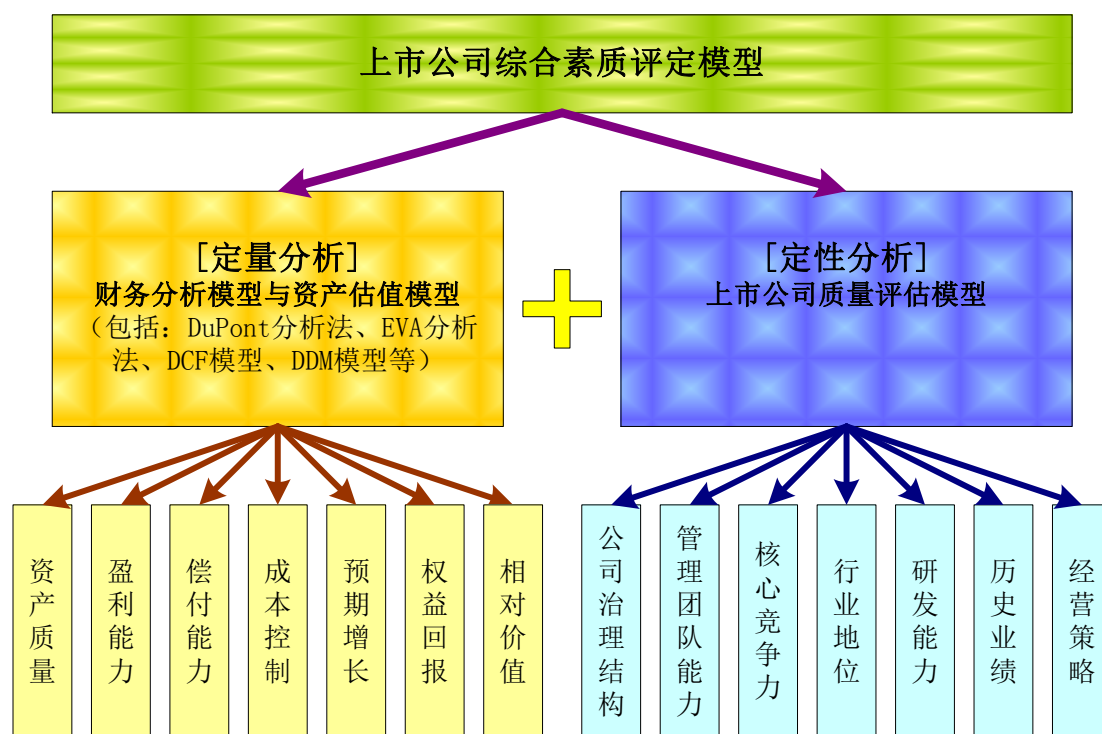 上市公司综合素质评定模型
[定量分析]
财务分析模型与资产估值模型
（包括：DuPont分析法、EVA分析
法、DCF模型、DDM模型等）
[定性分析]
上市公司质量评估模型
资产质量
盈利能力
偿付能力
成本控制
预期增长
权益回报
相对价值
公司治理结构
管理团队能力
核心竞争力
行业地位
研发能力
历史业绩
经营策略